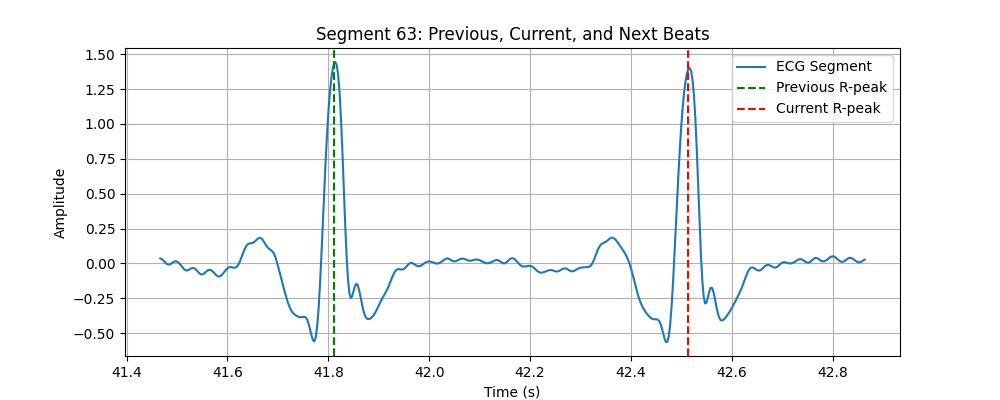 Segment 63: Previous, Current, and Next Beats
ECG Segment
Previous R-peak
Current R-peak
Amplitude
1.50
1.25
1.00
0.75
0.50
0.25
0.00
−0.25
−0.50
41.4 41.6 41.8 42.0 42.2 42.4 42.6 42.8
Time (s)